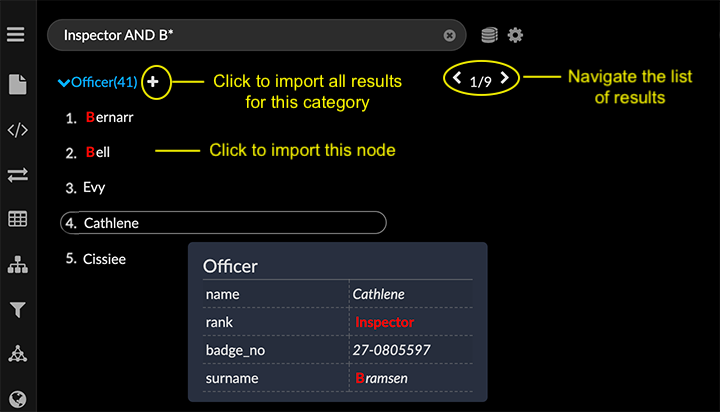 Inspector AND B*
Officer(41)
Click to import all results
for this category
1/9
Navigate the list
of results
1. Bernarr
2. Bell
Click to import this node
3. Evy
4. Cathlene
5. Cissiee
Officer
name Cathlene
rank Inspector
badge_no 27-0805597
surname Bramsen